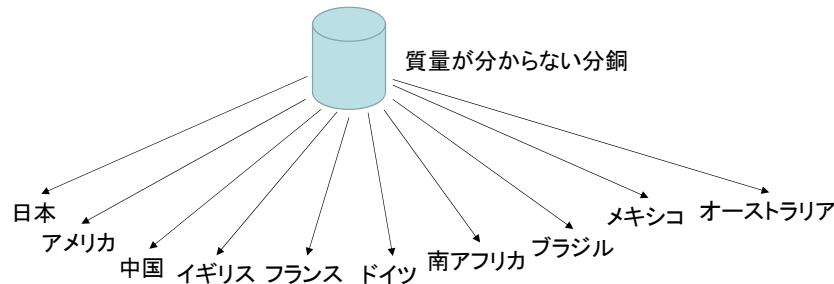 質量が分からない分銅
日本
アメリカ
中国
イギリス
フランス
ドイツ
南アフリカ
ブラジル
メキシコ
オーストラリア